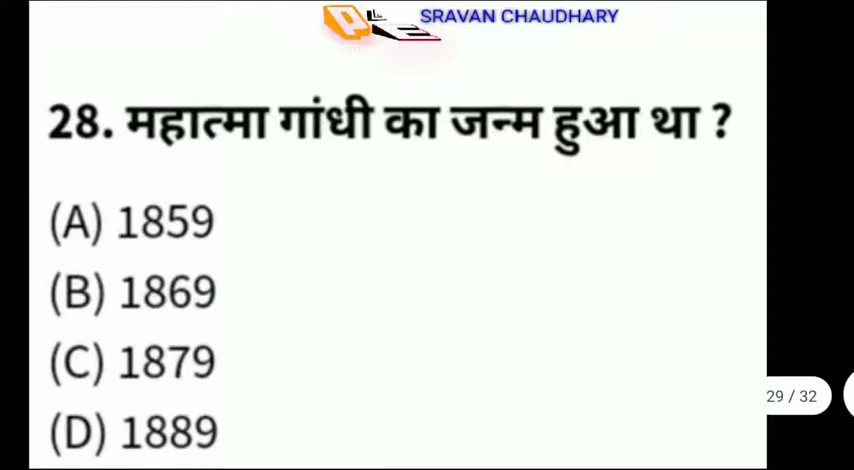 SRAVAN CHAUDHARY
28. महात्मा गांधी का जन्म हुआ था ?
(A) 1859
(B) 1869
(C) 1879
(D) 1889
29 / 32